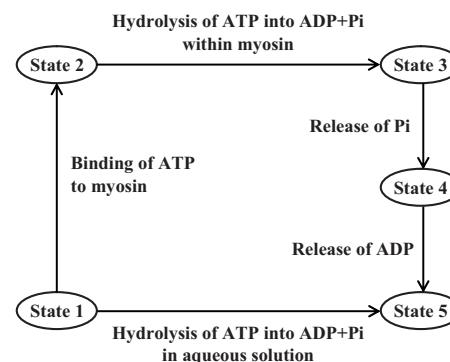 Hydrolysis of ATP into ADP+Pi
within myosin
State 2
State 3
Release of Pi
Binding of ATP
to myosin
State 4
Release of ADP
State 1
State 5
Hydrolysis of ATP into ADP+Pi
in aqueous solution